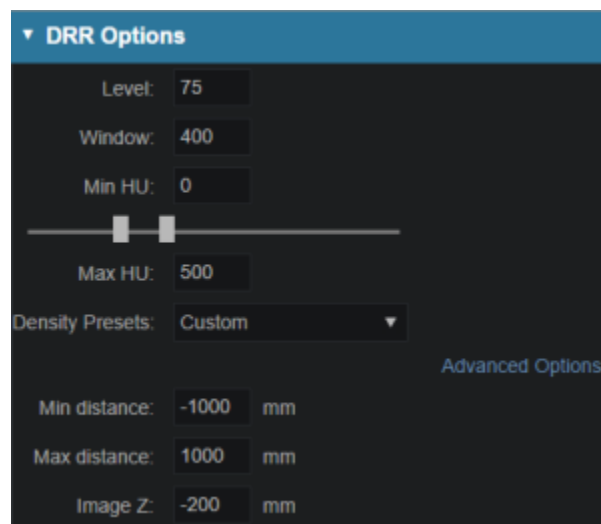 DRR Options
Level: 75
Window: 400
Min HU: 0
Max HU: 500
Density Presets: Custom
Advanced Options
Min distance: -1000 mm
Max distance: 1000 mm
Image Z: -200 mm